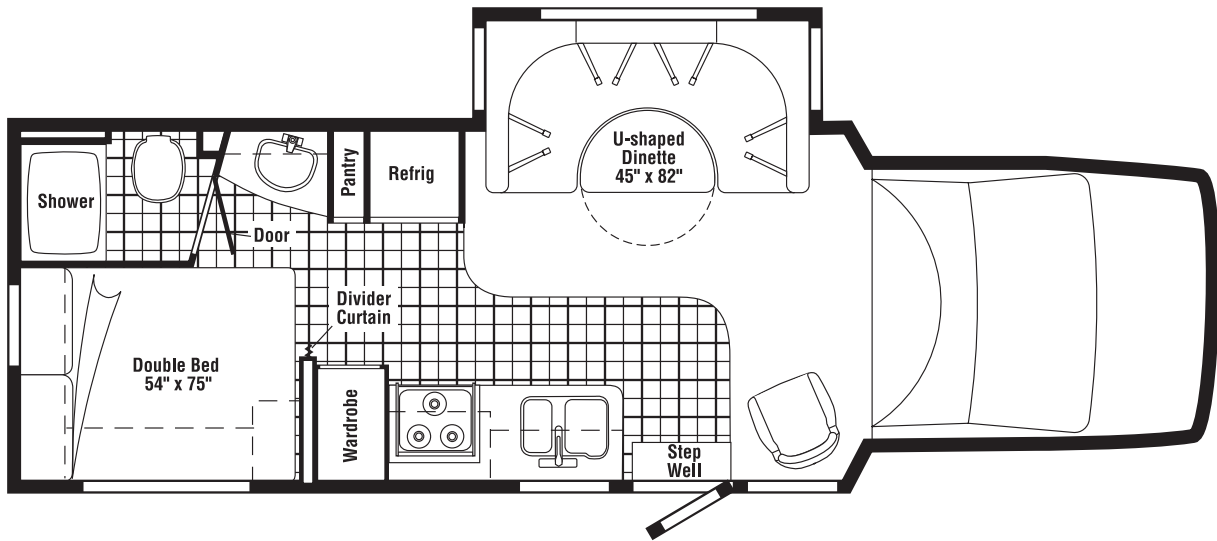 U-shaped
Dinette
45" x 82"
Pantry
Refrig
Shower
Door
Divider
Curtain
Double Bed
54" x 75"
Wardrobe
Step
Well